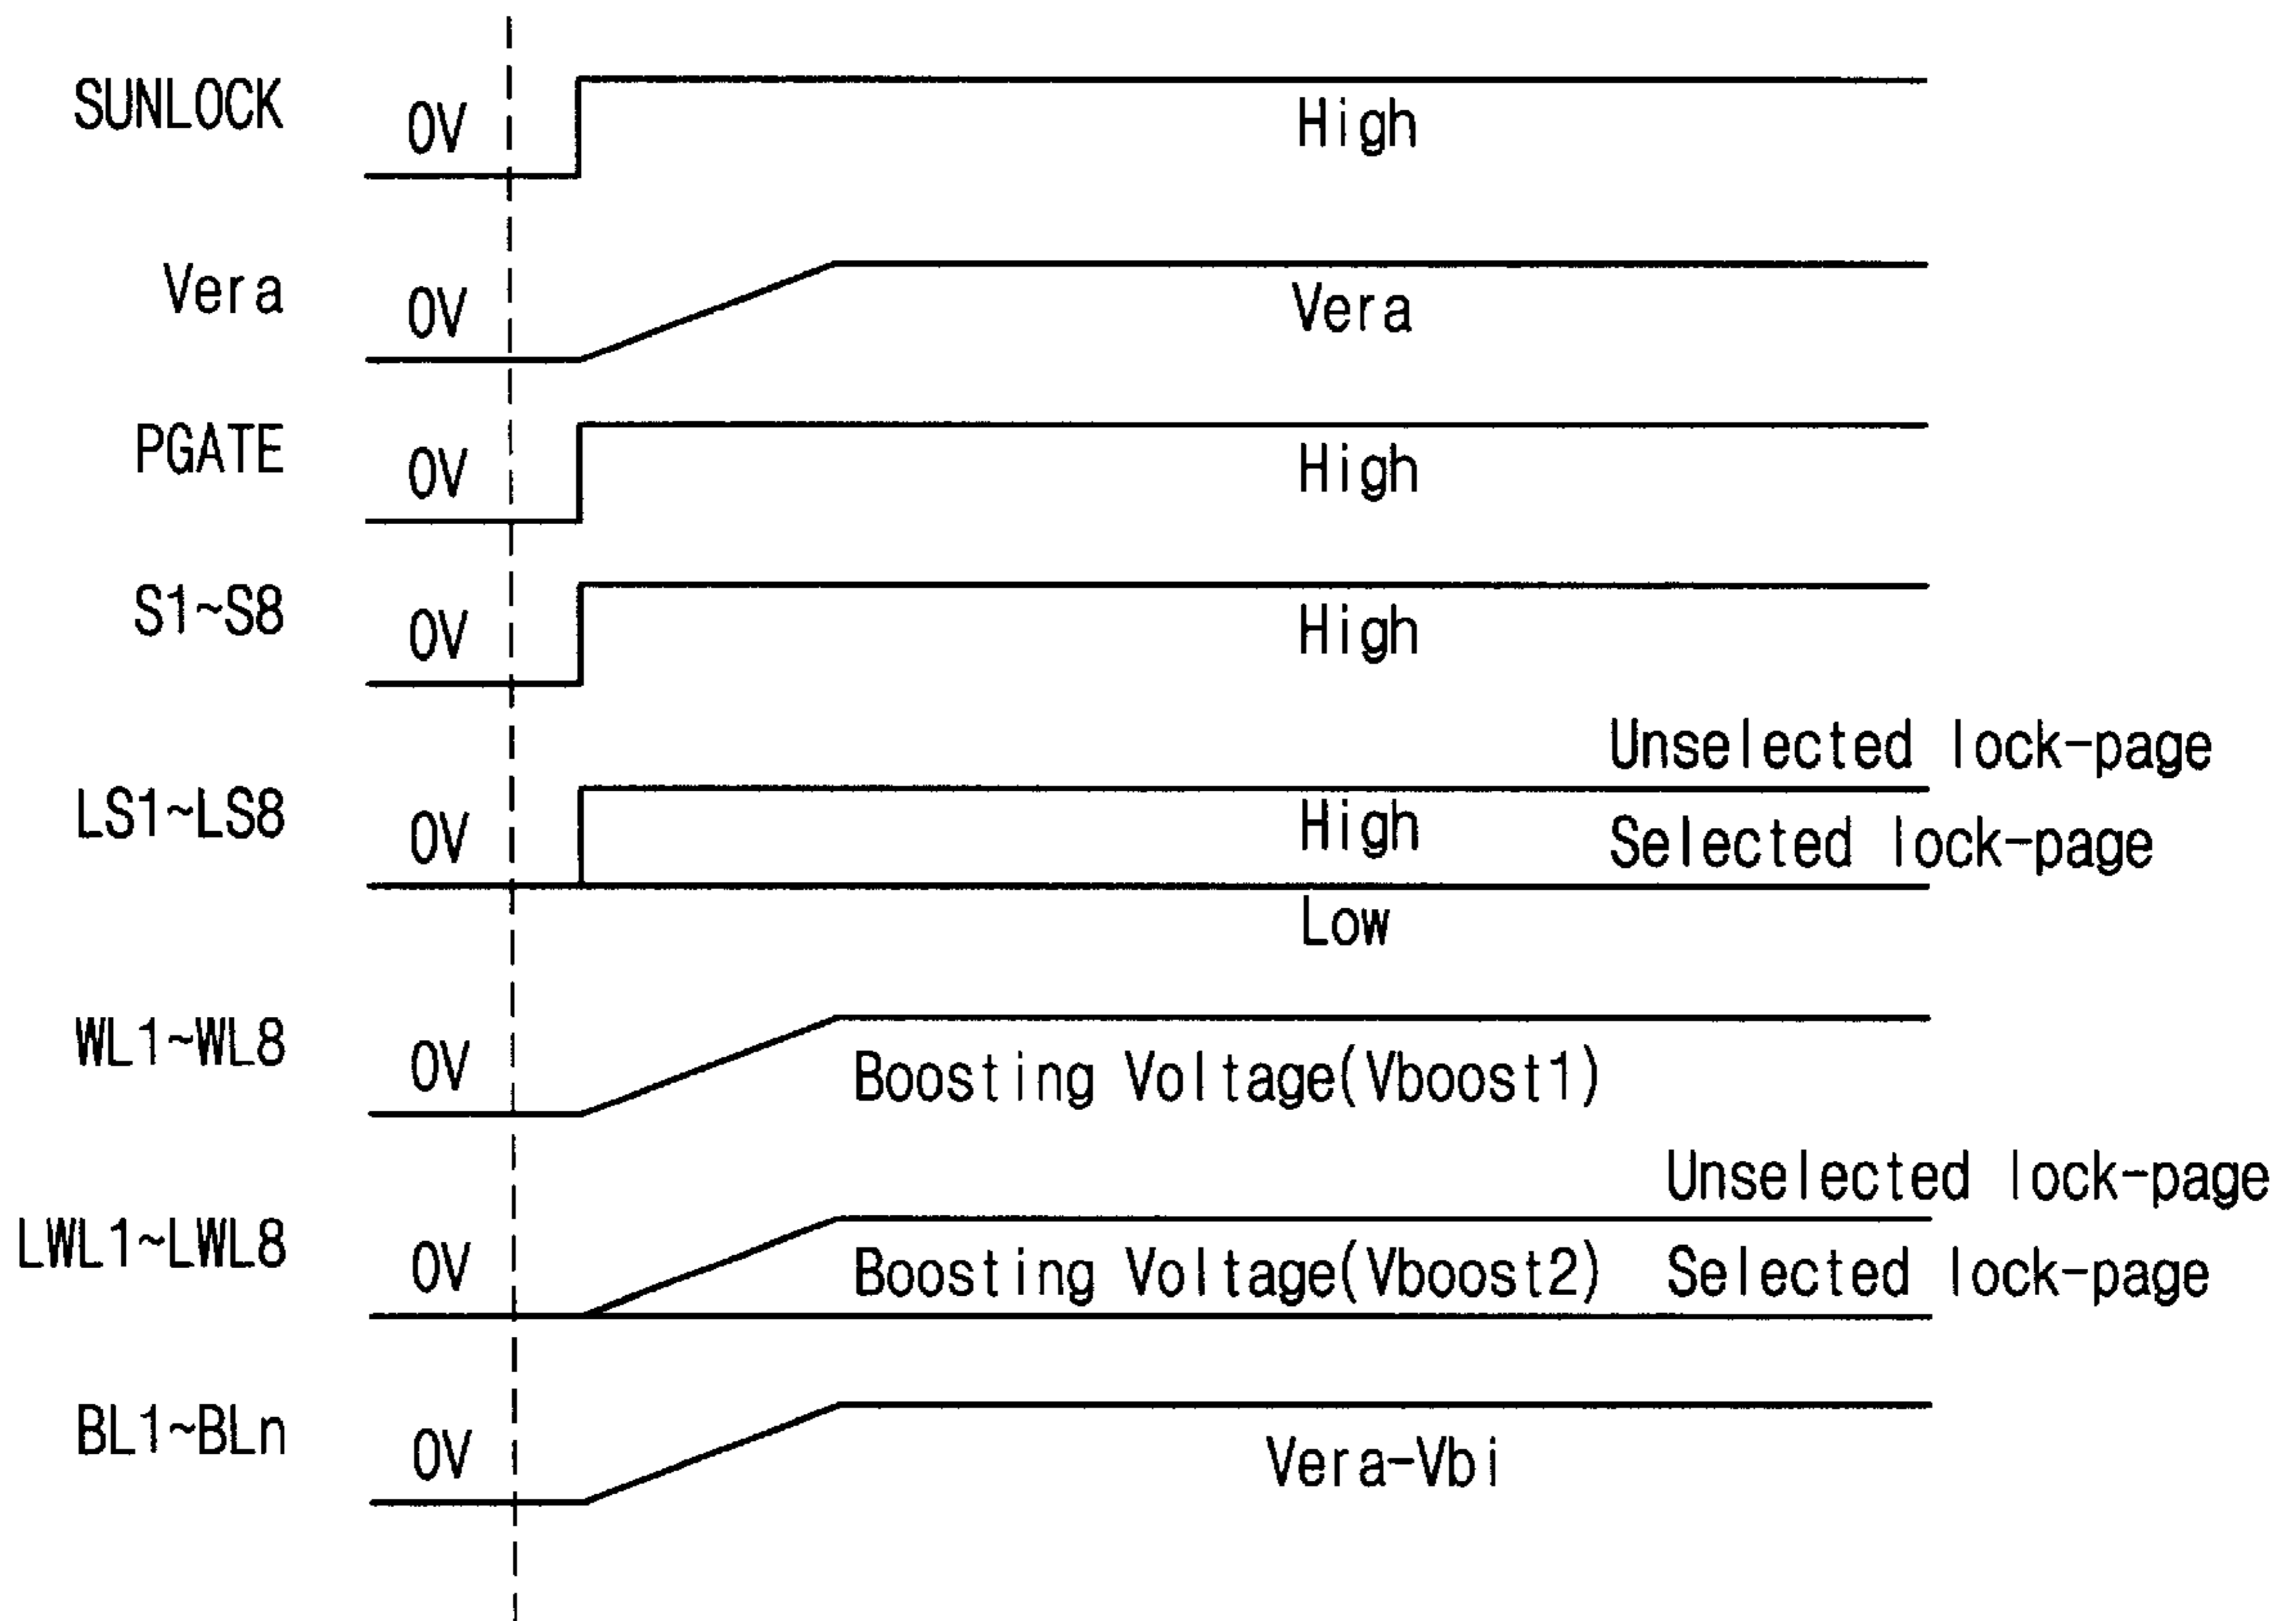 SUNLOCK
0V
High
Vera
0V
Vera
PGATE
0V
High
S1~S8
0V
High
Unselected lock-page
LS1~LS8
0V
High
Selected lock-page
Low
WL1~WL8
0V
Boosting Voltage(Vboost1)
Unselected lock-page
LWL1~LWL8
0V
Boosting Voltage(Vboost2)
Selected lock-page
BL1~BLn
0V
Vera-Vbi